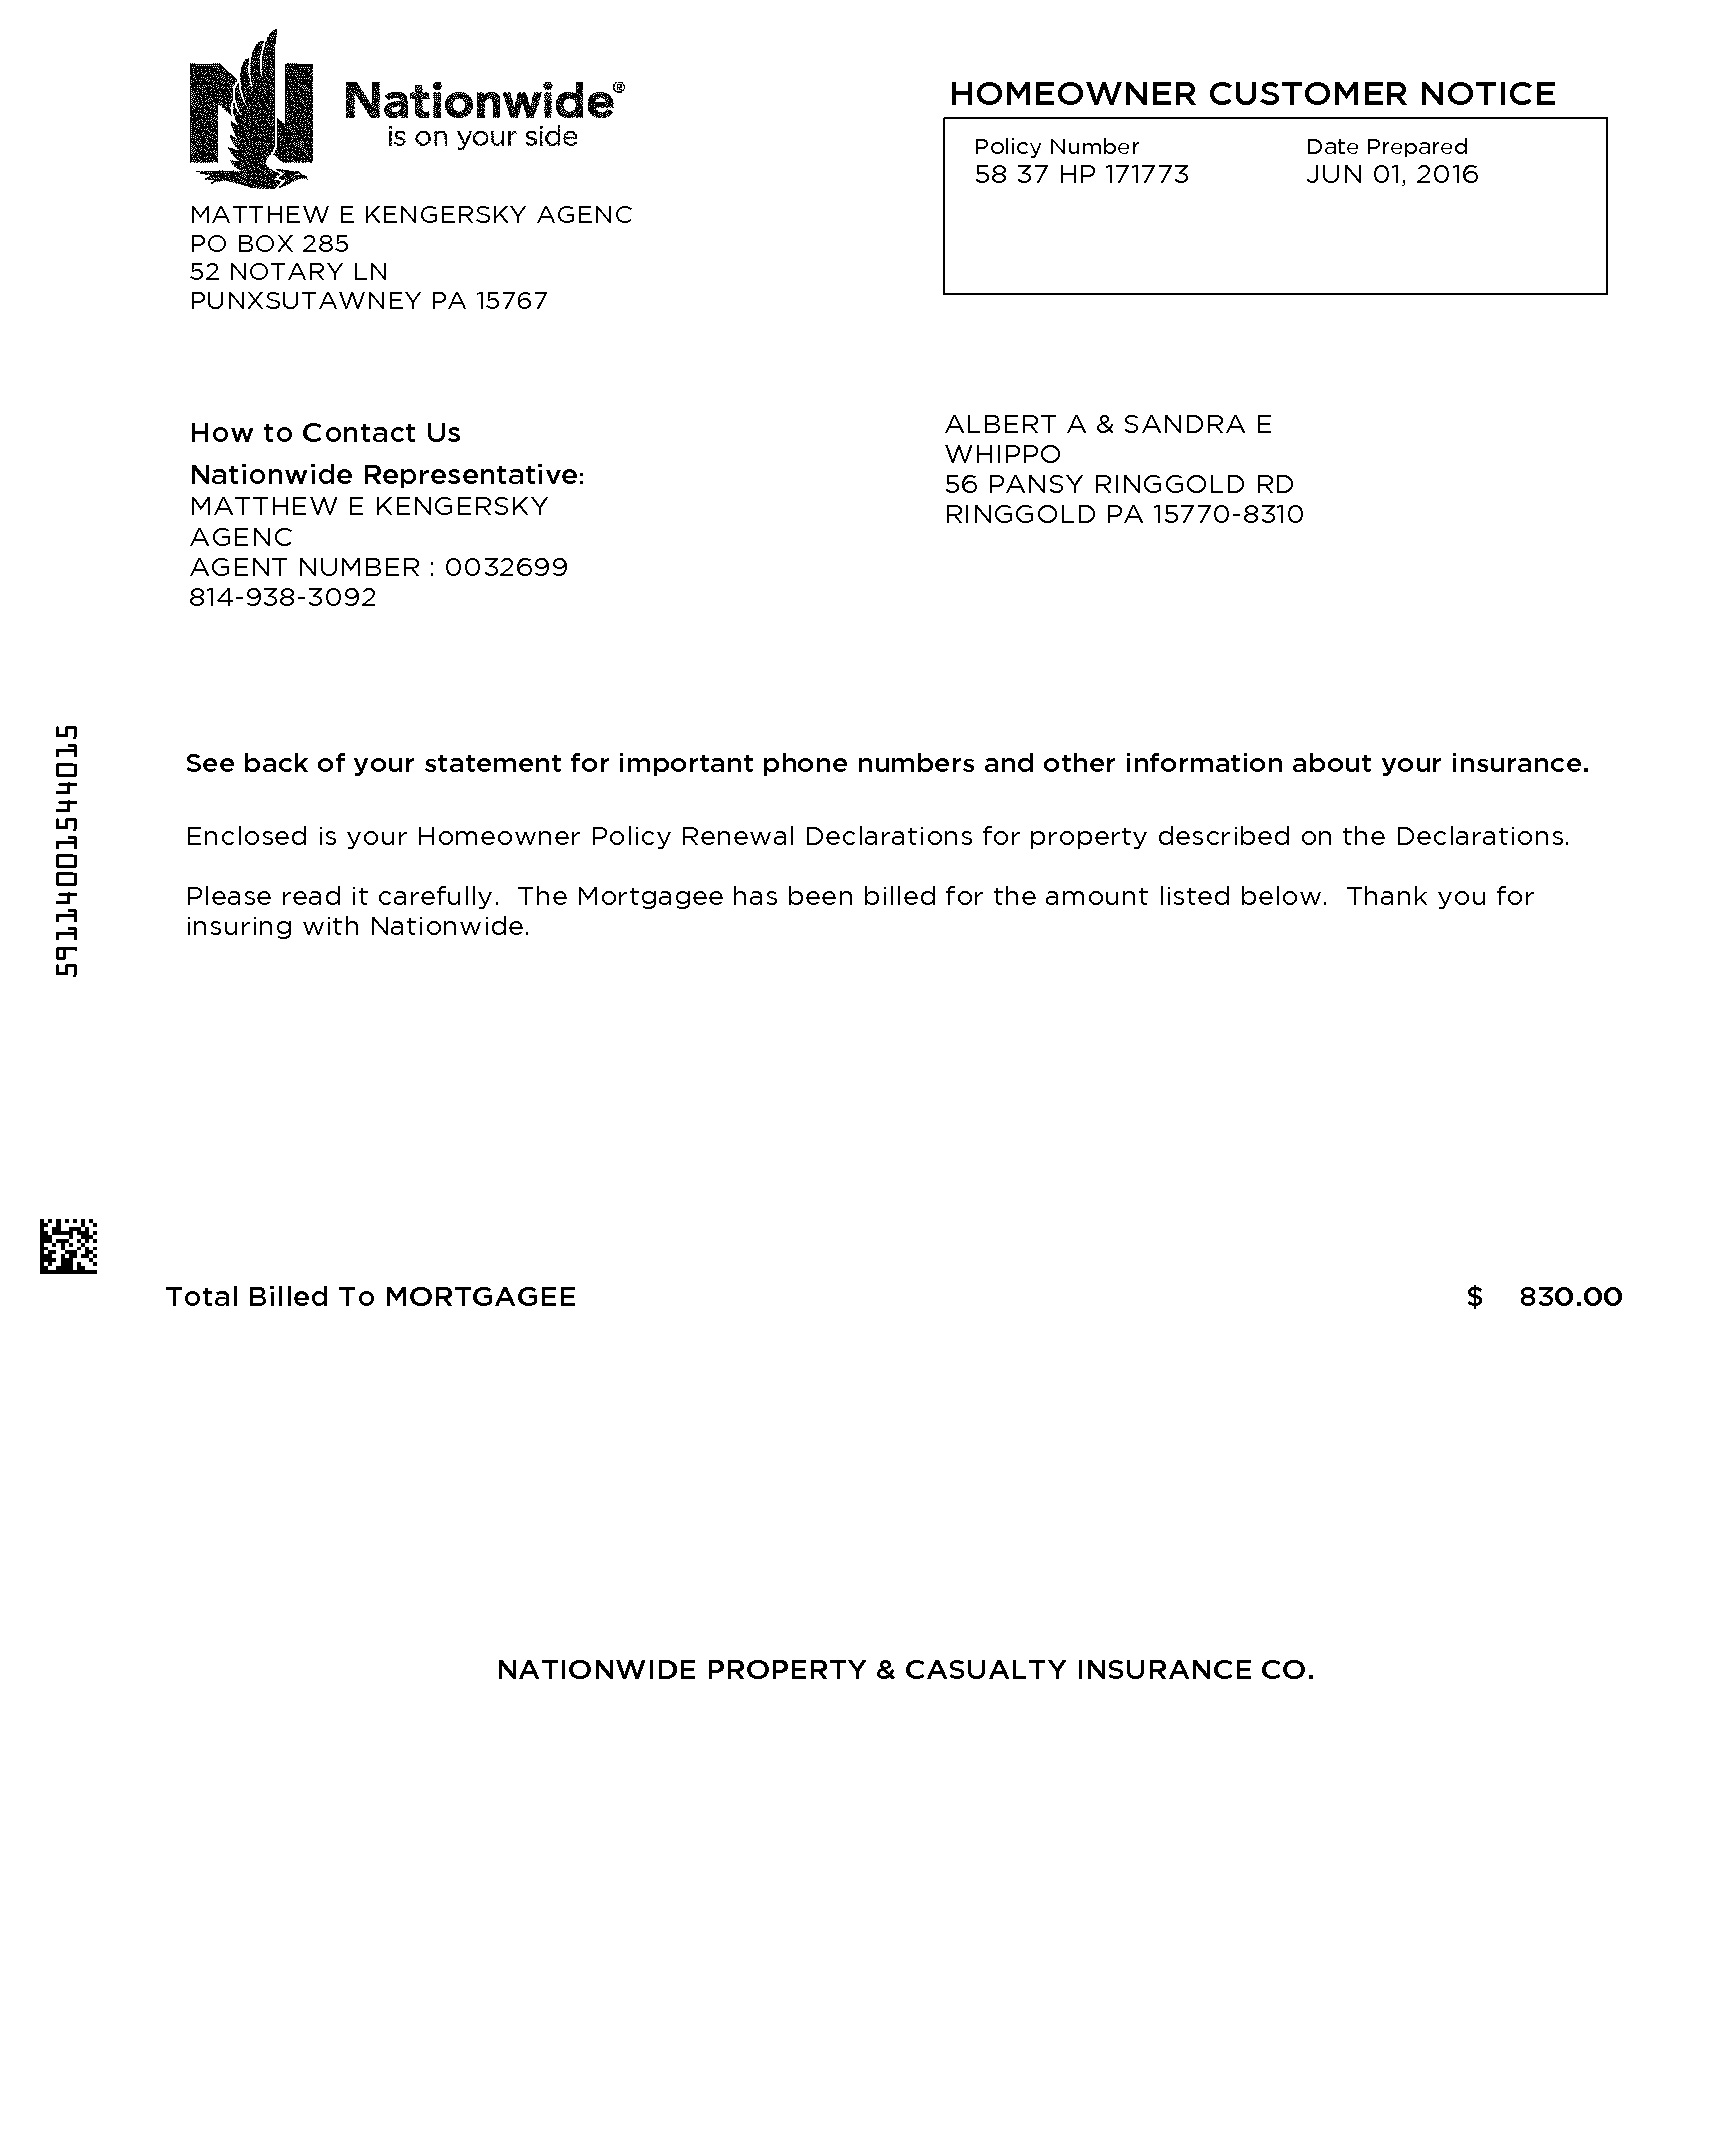 Nationwide®
is on your side
MATTHEW E KENGERSKY AGENC
PO BOX 285
52 NOTARY LN
PUNXSUTAWNEY PA 15767
HOMEOWNER CUSTOMER NOTICE
Policy Number Date Prepared
58 37 HP 171773 JUN 01, 2016
How to Contact Us
Nationwide Representative:
MATTHEW E KENGERSKY
AGENC
AGENT NUMBER : 0032699
814-938-3092
ALBERT A & SANDRA E
WHIPPO
56 PANSY RINGGOLD RD
RINGGOLD PA 15770-8310
See back of your statement for important phone numbers and other information about your insurance.
Enclosed is your Homeowner Policy Renewal Declarations for property described on the Declarations.
Please read it carefully. The Mortgagee has been billed for the amount listed below. Thank you for
insuring with Nationwide.
59114001544015
Total Billed To MORTGAGEE $ 830.00
NATIONWIDE PROPERTY & CASUALTY INSURANCE CO.